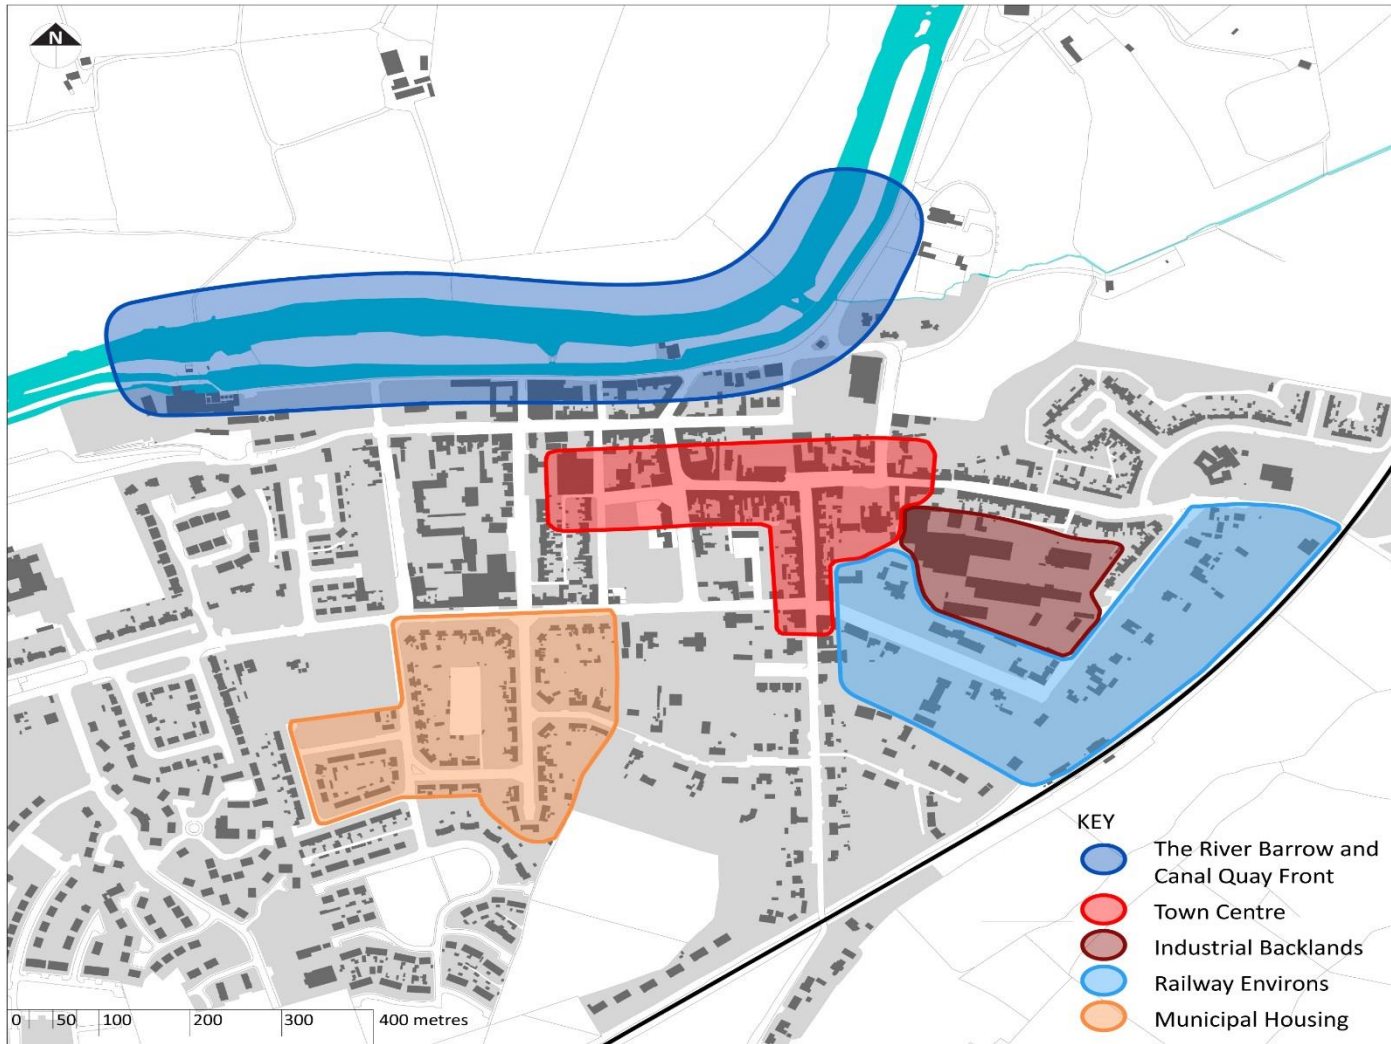 N
KEY
The River Barrow and
Canal Quay Front
Town Centre
Industrial Backlands
Railway Environs
Municipal Housing
0 50 100 200 300 400 metres